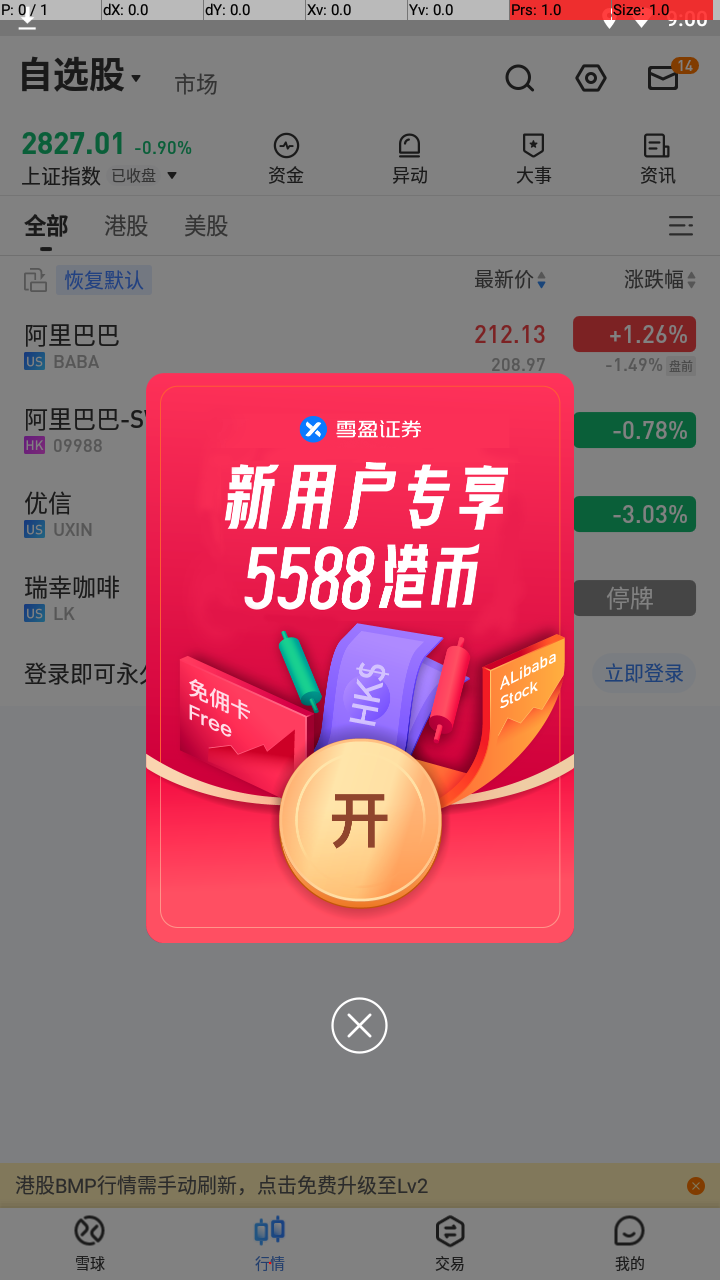 P: 0 / 1 dX: 0.0 dY: 0.0 Xv: 0.0 Yv: 0.0 Prs: 1.0 Size: 1.0
9:00
自选股 市场 14
2827.01 -0.90%
上证指数 已收盘 资金 异动 大事 资讯
全部 港股 美股
恢复默认 最新价 涨跌幅
阿里巴巴 212.13 +1.26%
US BABA 208.97 -1.49% 盘前
阿里巴巴-S
HK 09988 -0.78%
优信
US UXIN -3.03%
瑞幸咖啡
US LK 停牌
登录即可永 立即登录
雪盈证券
新用户专享
5588港币
免佣卡
Free
HK$
ALibaba
Stock
开
港股BMP行情需手动刷新，点击免费升级至Lv2
雪球 行情 交易 我的